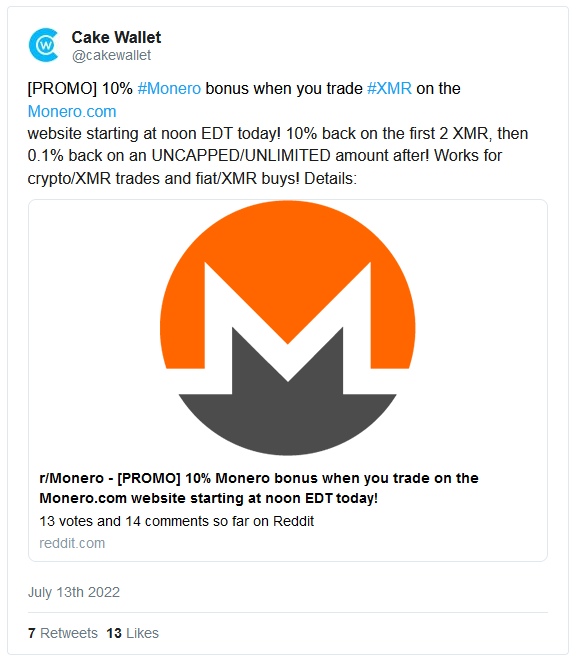 Cake Wallet
@cakewallet
[PROMO] 10% #Monero bonus when you trade #XMR on the
Monero.com
website starting at noon EDT today! 10% back on the first 2 XMR, then
0.1% back on an UNCAPPED/UNLIMITED amount after! Works for
crypto/XMR trades and fiat/XMR buys! Details:
r/Monero - [PROMO] 10% Monero bonus when you trade on the
Monero.com website starting at noon EDT today!
13 votes and 14 comments so far on Reddit
reddit.com
July 13th 2022
7 Retweets 13 Likes